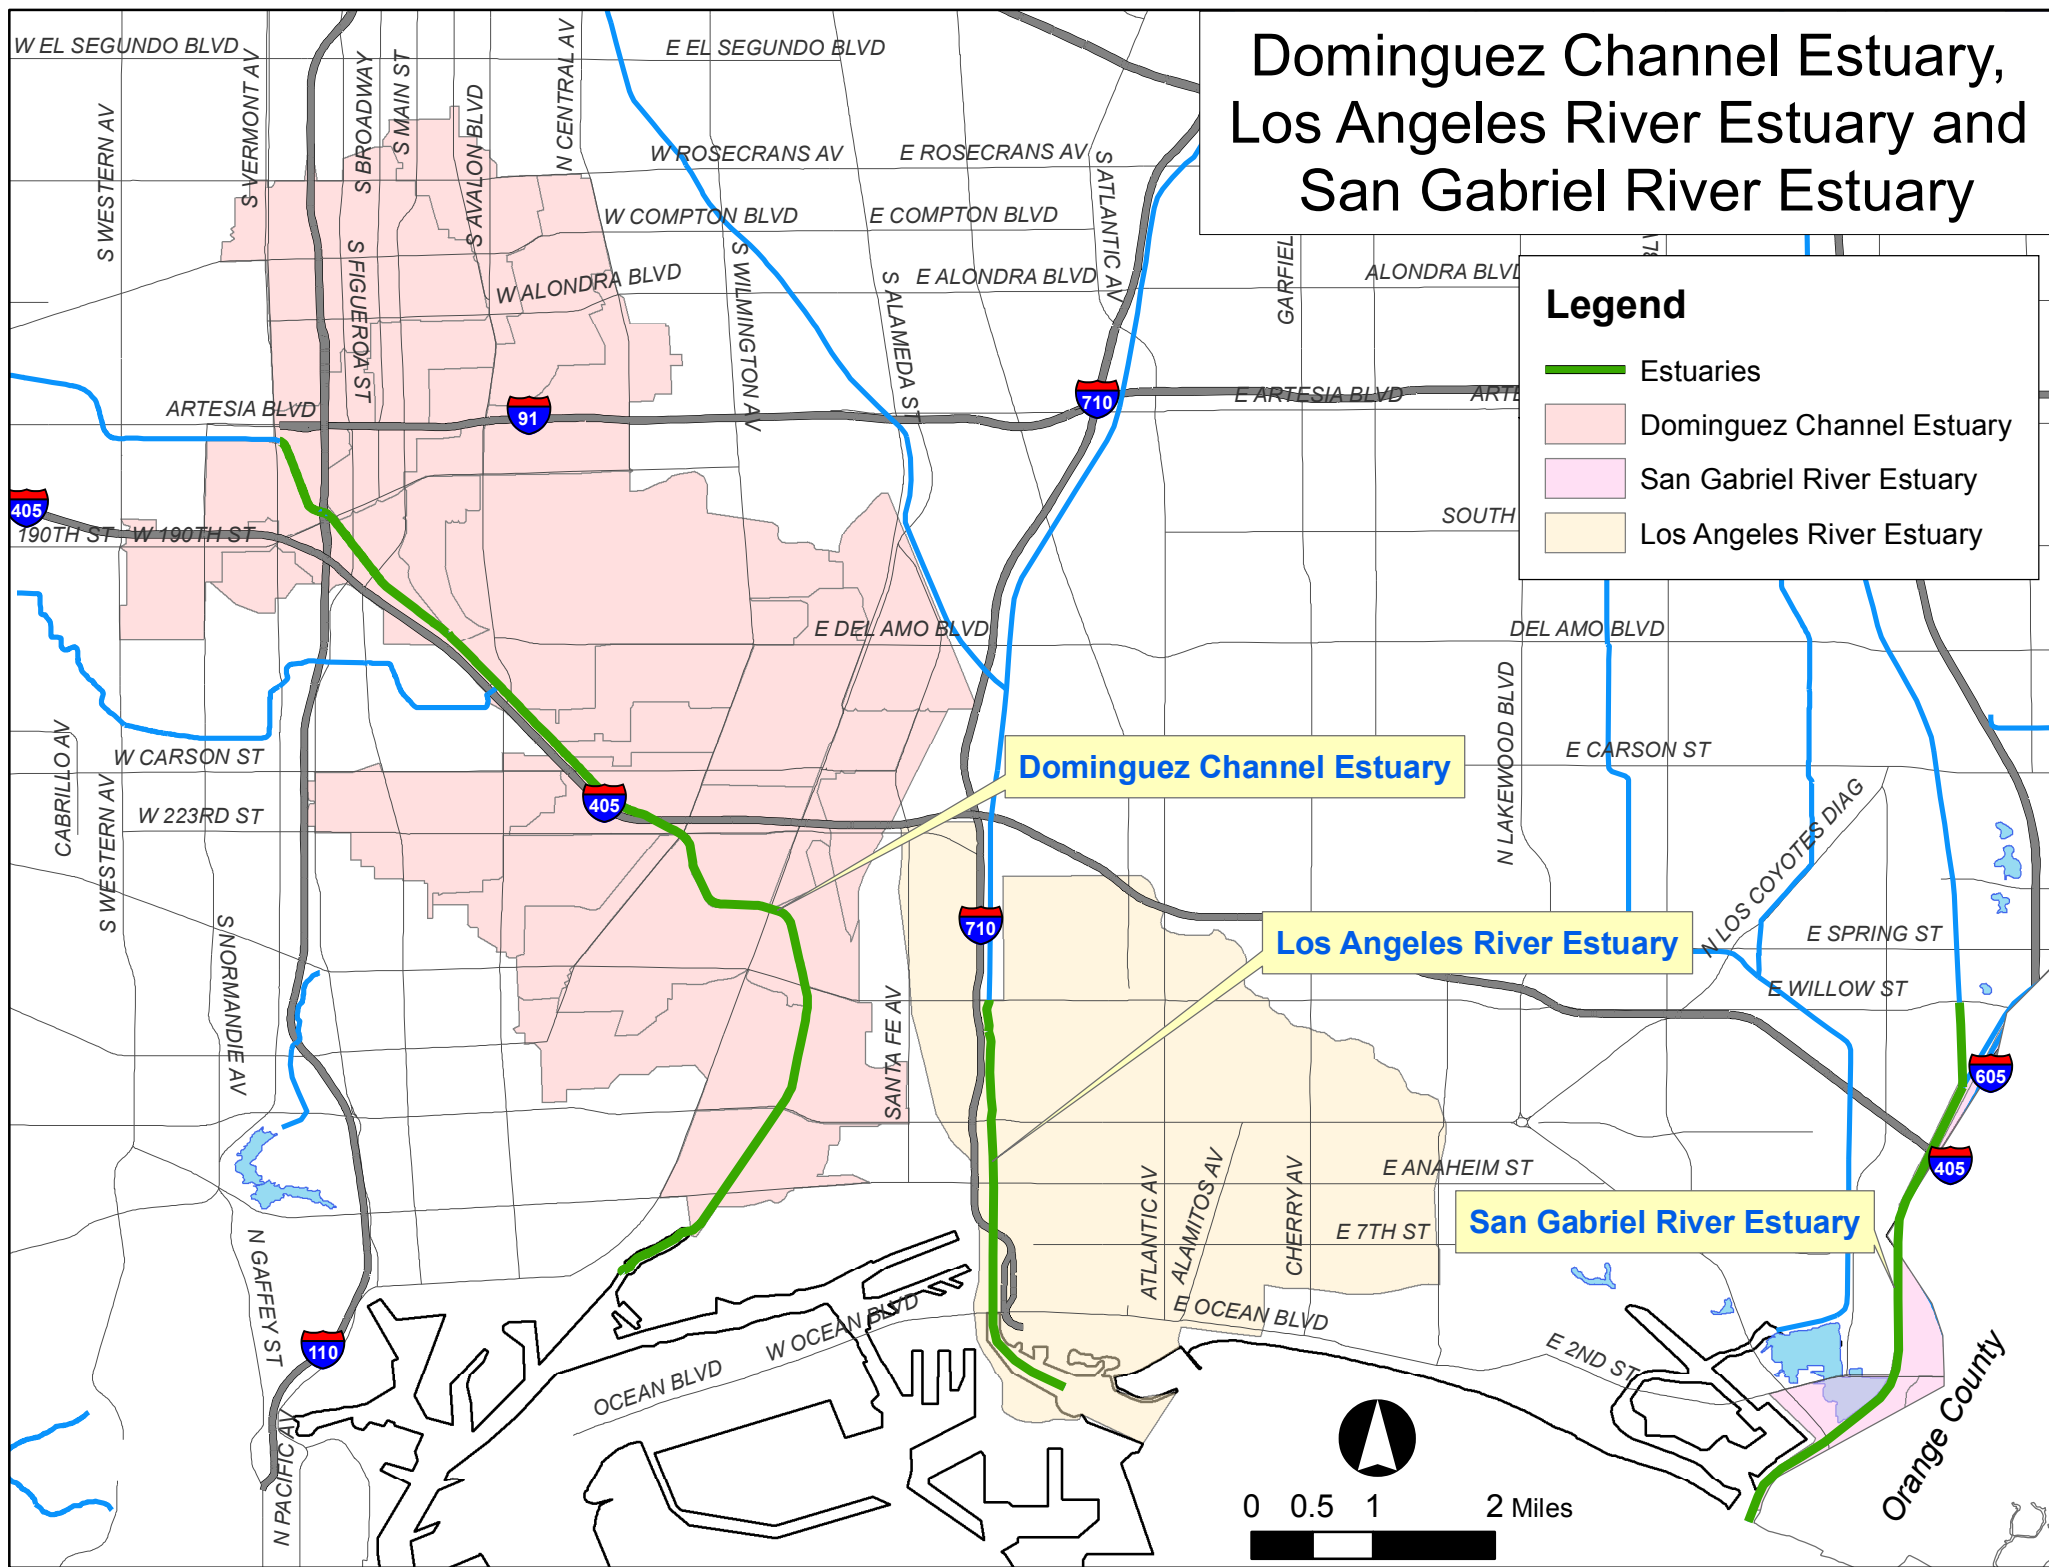 Dominguez Channel Estuary,
Los Angeles River Estuary and
San Gabriel River Estuary
W EL SEGUNDO BLVD
E EL SEGUNDO BLVD
S WESTERN AV
S VERMONT AV
S BROADWAY
S MAIN ST
S AVALON BLVD
N CENTRAL AV
W ROSECRANS AV
E ROSECRANS AV
S ATLANTIC AV
W COMPTON BLVD
E COMPTON BLVD
S FIGUEROA ST
S WILMINGTON AV
S ALAMEDA ST
W ALONDRA BLVD
E ALONDRA BLVD
GARFIEL
ALONDRA BLVD
Legend
Estuaries
Dominguez Channel Estuary
San Gabriel River Estuary
Los Angeles River Estuary
ARTESIA BLVD
91
710
E ARTESIA BLVD
ARTE
405
190TH ST
W 190TH ST
SOUTH
E DEL AMO BLVD
DEL AMO BLVD
N LAKEWOOD BLVD
CABRILLO AV
W CARSON ST
E CARSON ST
Dominguez Channel Estuary
405
W 223RD ST
S WESTERN AV
N LOS COYOTES DIAG
710
Los Angeles River Estuary
E SPRING ST
S NORMANDIE AV
E WILLOW ST
SANTA FE AV
605
405
ATLANTIC AV
ALAMITOS AV
CHERRY AV
E ANAHEIM ST
E 7TH ST
San Gabriel River Estuary
N GAFFEY ST
110
W OCEAN BLVD
E OCEAN BLVD
OCEAN BLVD
E 2ND ST
Orange County
N PACIFIC AV
0 0.5 1 2 Miles